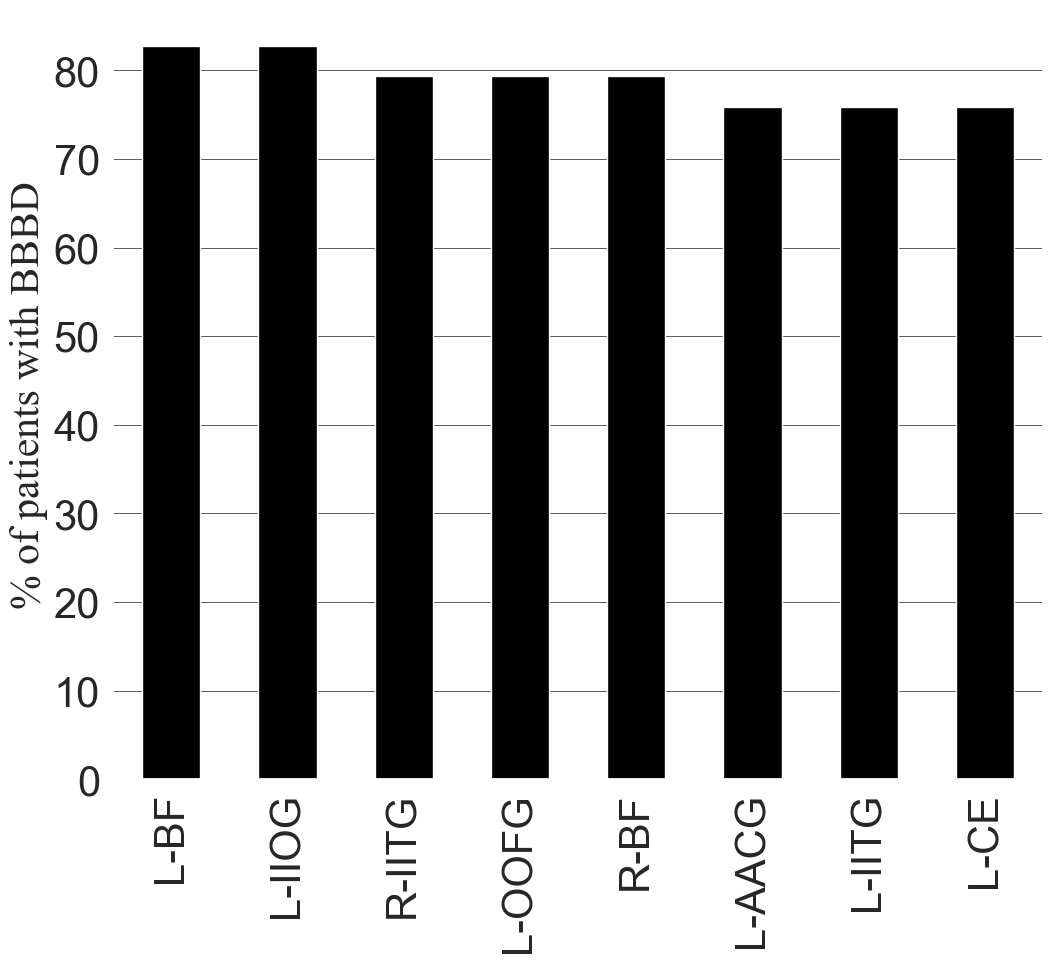 % of patients with BBBD
80
70
60
50
40
30
20
10
0
L-BF
L-IIOG
R-IITG
L-OOFG
R-BF
L-AACG
L-IITG
L-CE